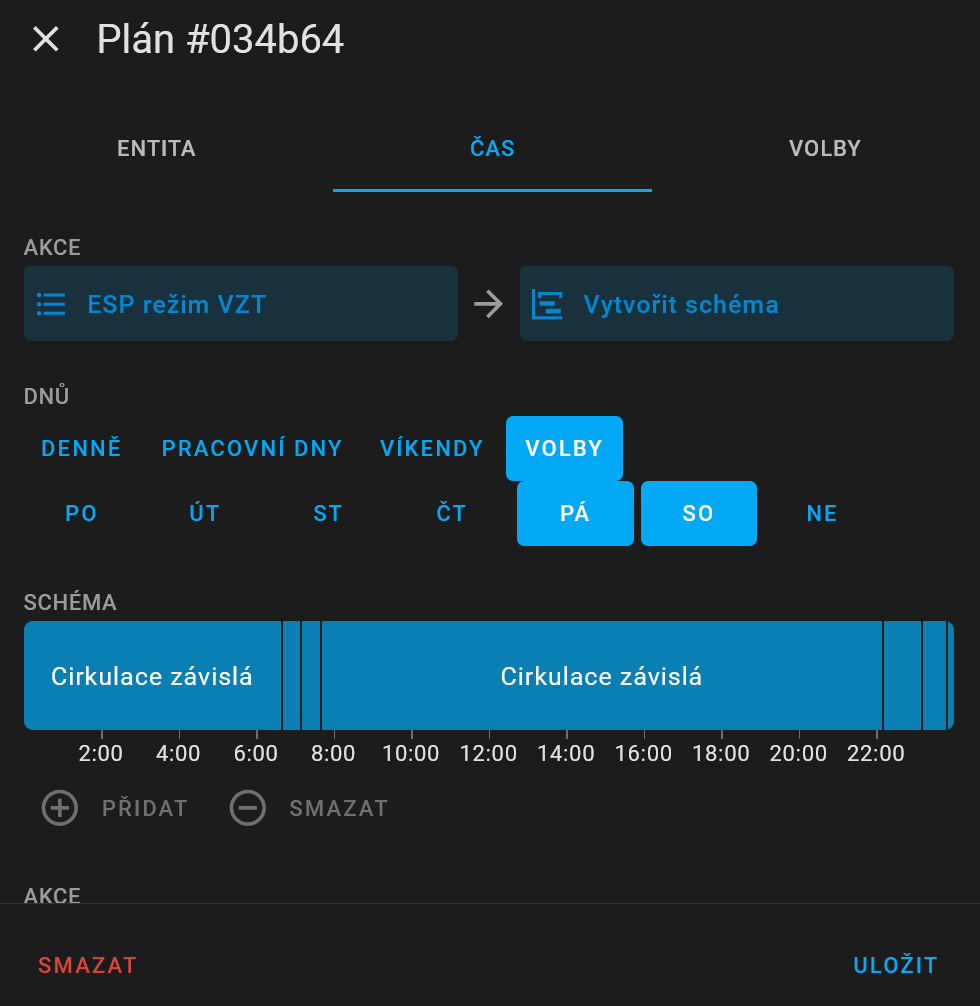 Plán #034b64
ENTITA ČAS VOLBY
AKCE
ESP režim VZT Vytvořit schéma
DNŮ
DENNĚ PRACOVNÍ DNY VÍKENDY VOLBY
PO ÚT ST ČT PÁ SO NE
SCHÉMA
Cirkulace závislá Cirkulace závislá
2:00 4:00 6:00 8:00 10:00 12:00 14:00 16:00 18:00 20:00 22:00
PŘIDAT SMAZAT
AKCE
SMAZAT ULOŽIT